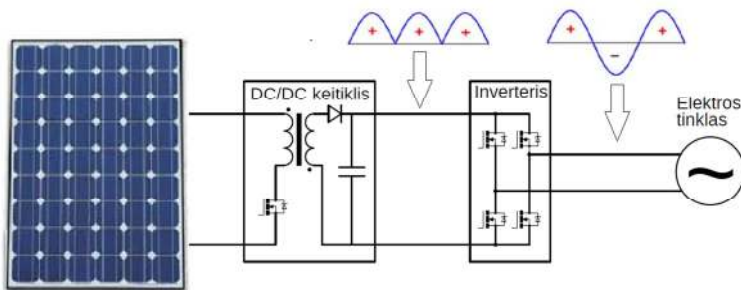 + + +
+ + 
−
DC/DC keitiklis
Inverteris
Elektros
tinklas
~